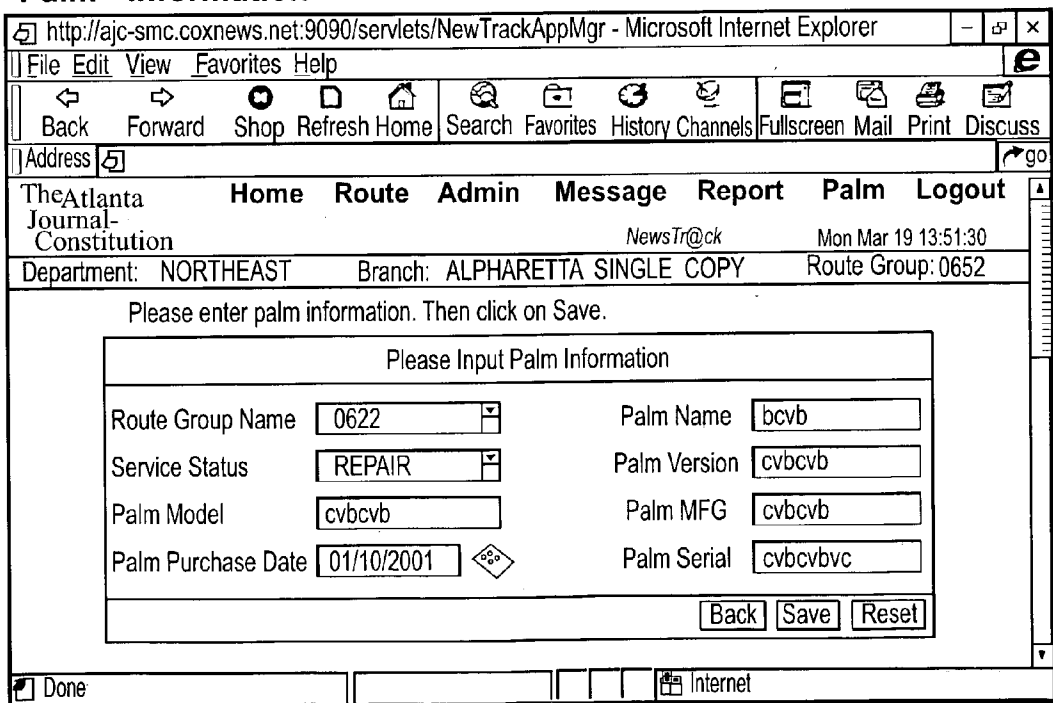 http://ajc-smc.coxnews.net:9090/servlets/NewTrackAppMgr - Microsoft Internet Explorer
File Edit View Favorites Help
Back Forward Shop Refresh Home Search Favorites History Channels Fullscreen Mail Print Discuss
Address go
Home Route Admin Message Report Palm Logout
The Atlanta
Journal-
Constitution
NewsTr@ck Mon Mar 19 13:51:30
Department: NORTHEAST Branch: ALPHARETTA SINGLE COPY Route Group: 0652
Please enter palm information. Then click on Save.
Please Input Palm Information
Route Group Name 0622 Palm Name bcvb
Service Status REPAIR Palm Version cvbcvb
Palm Model cvbcvb Palm MFG cvbcvb
Palm Purchase Date 01/10/2001 Palm Serial cvbcvbvc
Back Save Reset
Done Internet